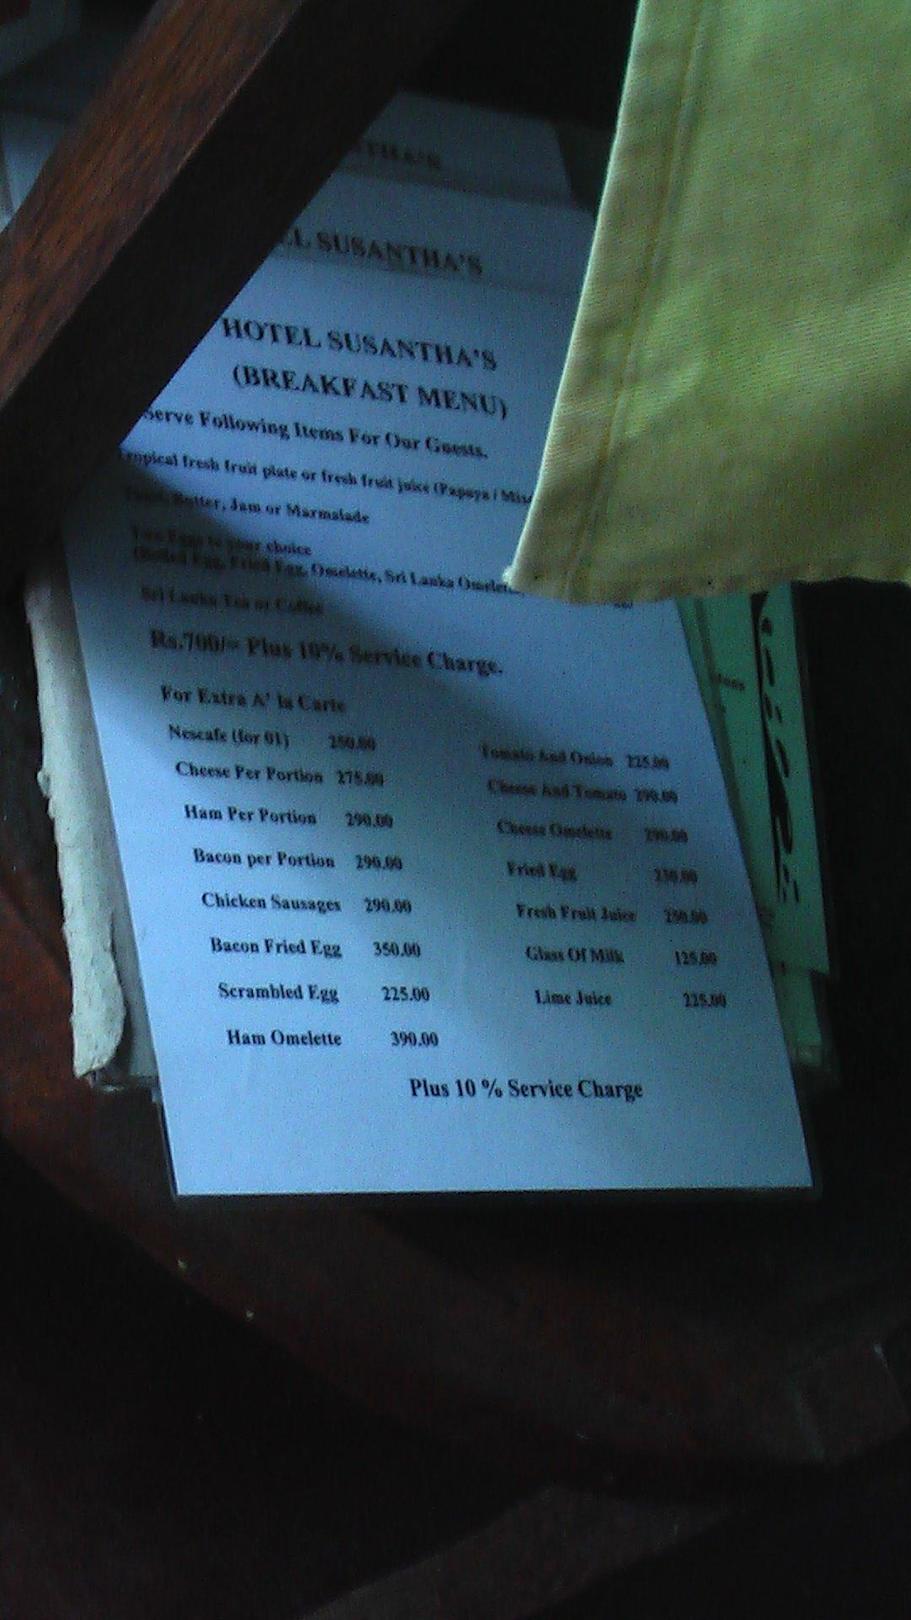 SUSANTHA'S
HOTEL SUSANTHA'S
(BREAKFAST MENU)
Serve Following Items For Our Guests.
Tropical fresh fruit plate or fresh fruit juice (Papaya /
Butter, Jam or Marmalade
Two Eggs to your choice
(Boiled Egg, Fried Egg, Omelette, Sri Lanka
Sri Lanka Tea or Coffee
Rs.700/= Plus 10% Service Charge.
For Extra A' la Carte
Nescafe (for 01) 250.00
Cheese Per Portion 275.00
Ham Per Portion 290.00
Bacon per Portion 290.00
Chicken Sausages 290.00
Bacon Fried Egg 350.00
Scrambled Egg 225.00
Ham Omelette 390.00
Tomato And Onion 225.00
Cheese And Tomato 290.00
Cheese Omelette 290.00
Fried Egg
Fresh Fruit Juice 250.00
Glass Of Milk 125.00
Lime Juice 225.00
Plus 10 % Service Charge